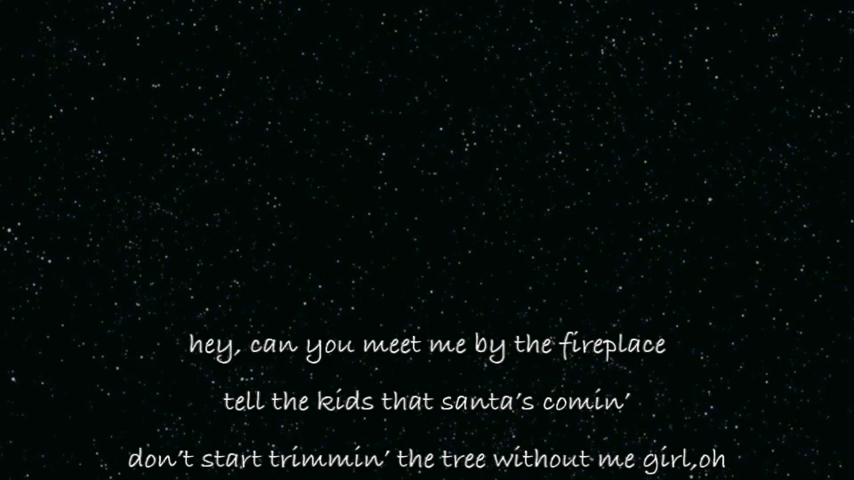 hey, can you meet me by the fireplace
tell the kids that santa's comin'
don't start trimmin' the tree without me girl,oh